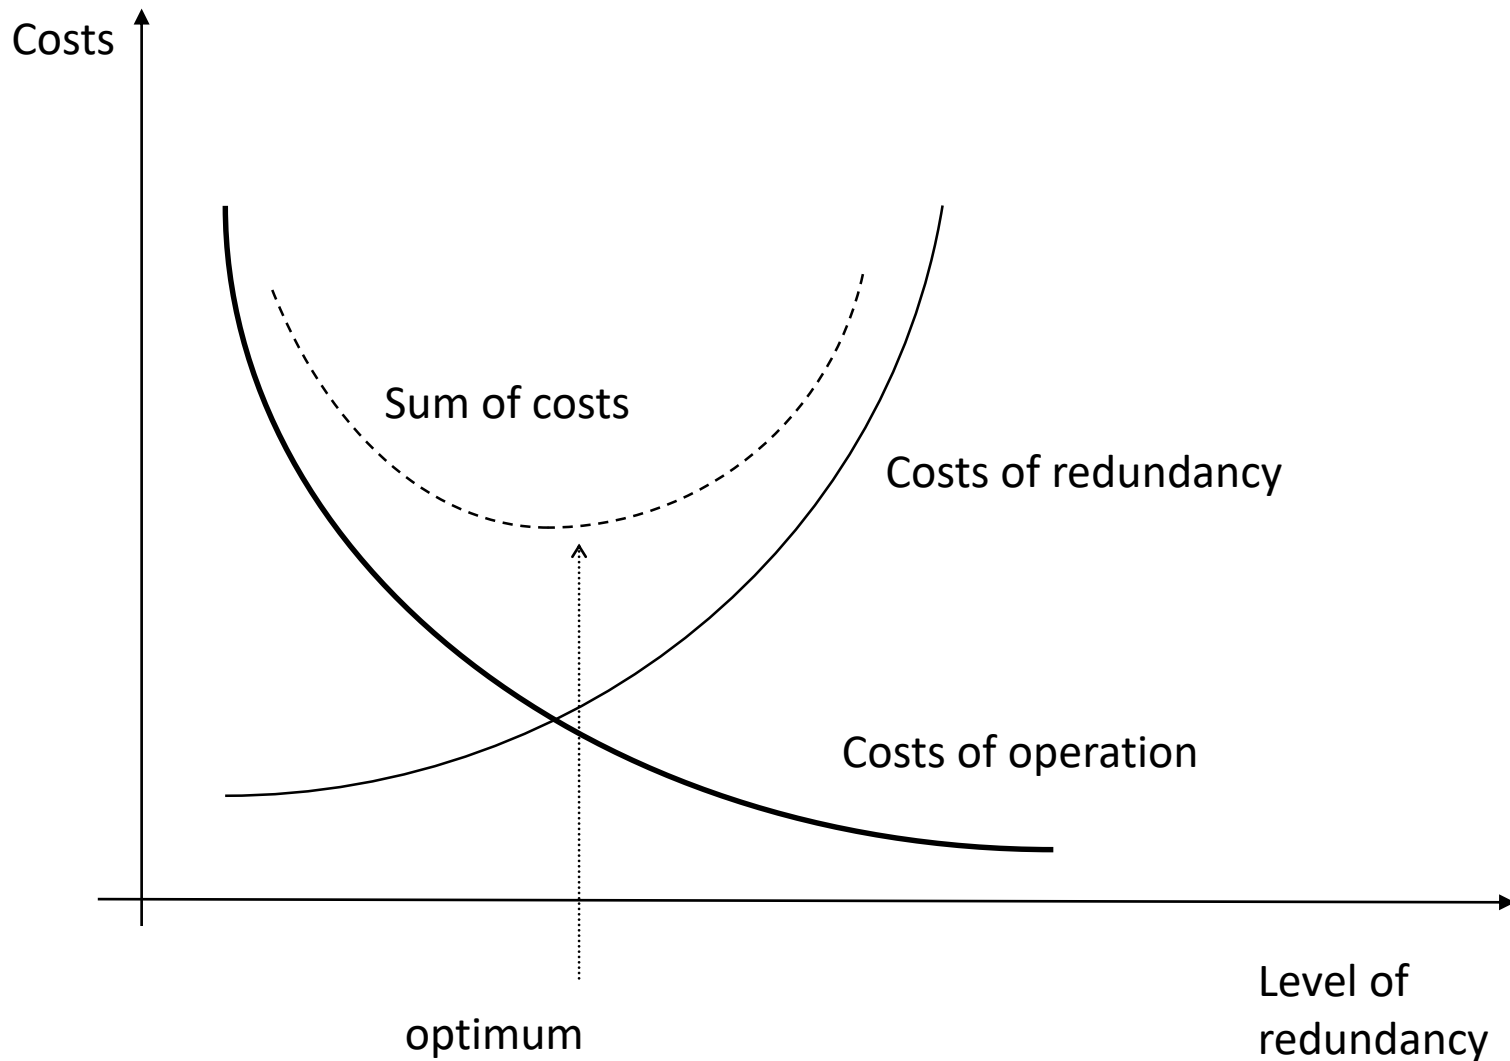 Costs
Sum of costs
Costs of redundancy
Costs of operation
Level of
redundancy
optimum